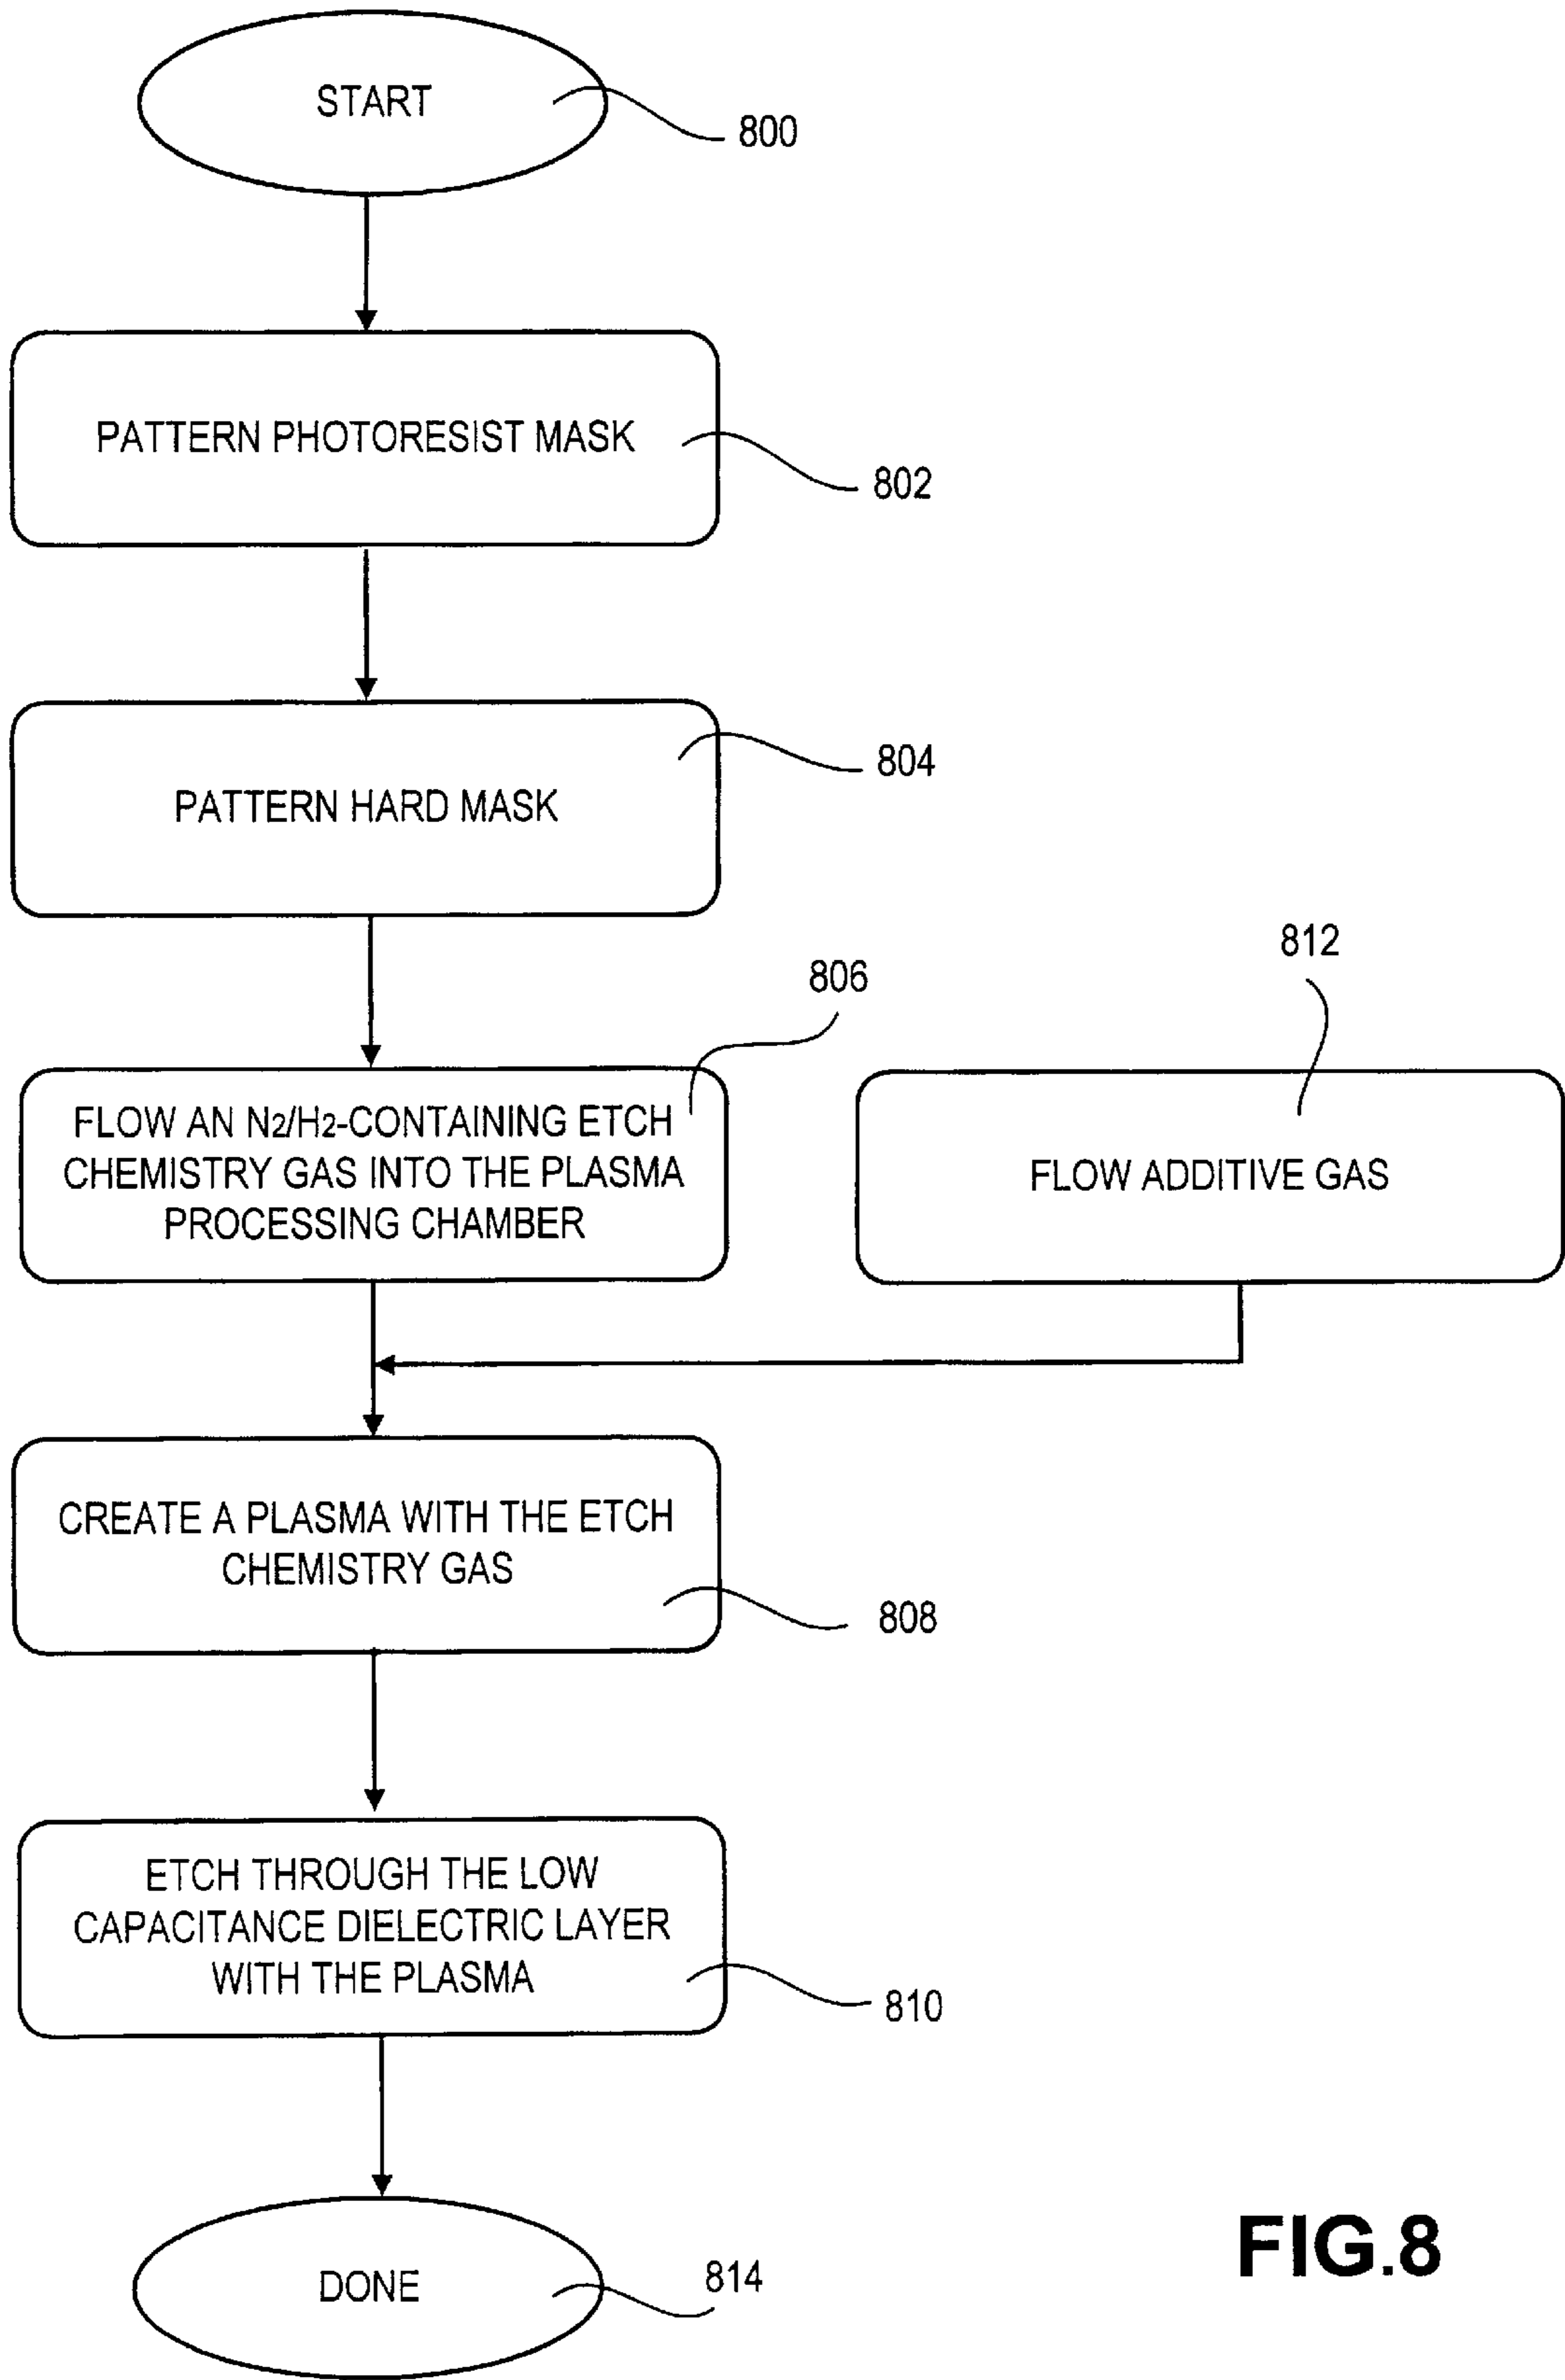 START
800
PATTERN PHOTORESIST MASK
802
804
PATTERN HARD MASK
812
806
FLOW AN N2/H2-CONTAINING ETCH
CHEMISTRY GAS INTO THE PLASMA
PROCESSING CHAMBER
FLOW ADDITIVE GAS
CREATE A PLASMA WITH THE ETCH
CHEMISTRY GAS
808
ETCH THROUGH THE LOW
CAPACITANCE DIELECTRIC LAYER
WITH THE PLASMA
810
DONE
814
FIG.8